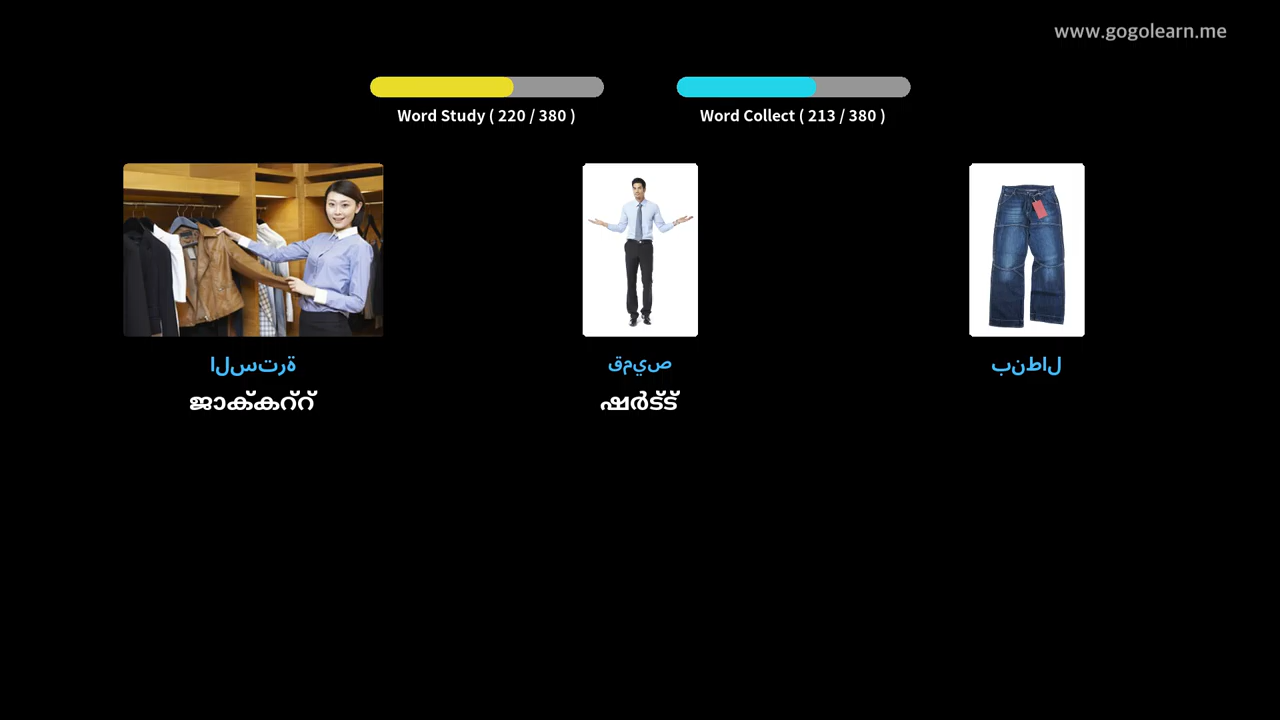 www.gogolearn.me
Word Study ( 220 / 380 )
Word Collect ( 213 / 380 )
السترة
قميص
بنطال
ജാക്കറ്റ്
ഷർട്ട്